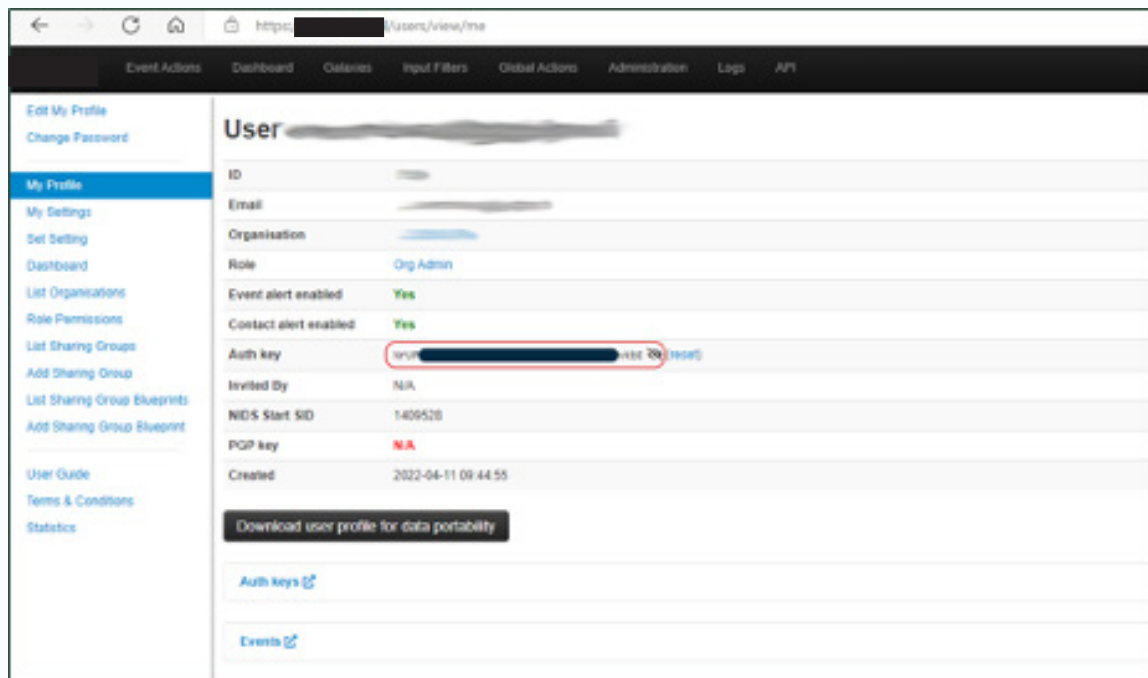 https:/ /users/view/me
Event Actions Dashboard Galaxies Input Filters Global Actions Administration Logs API
Edit My Profile
Change Password
My Profile
My Settings
Set Setting
Dashboard
List Organisations
Role Permissions
List Sharing Groups
Add Sharing Group
List Sharing Group Blueprints
Add Sharing Group Blueprint
User Guide
Terms & Conditions
Statistics
User
ID
Email
Organisation
Role Org Admin
Event alert enabled Yes
Contact alert enabled Yes
Auth key (reset)
Invited By N/A
NIDS Start SID 1409528
PGP key N/A
Created 2022-04-11 09:44:55
Download user profile for data portability
Auth keys
Events